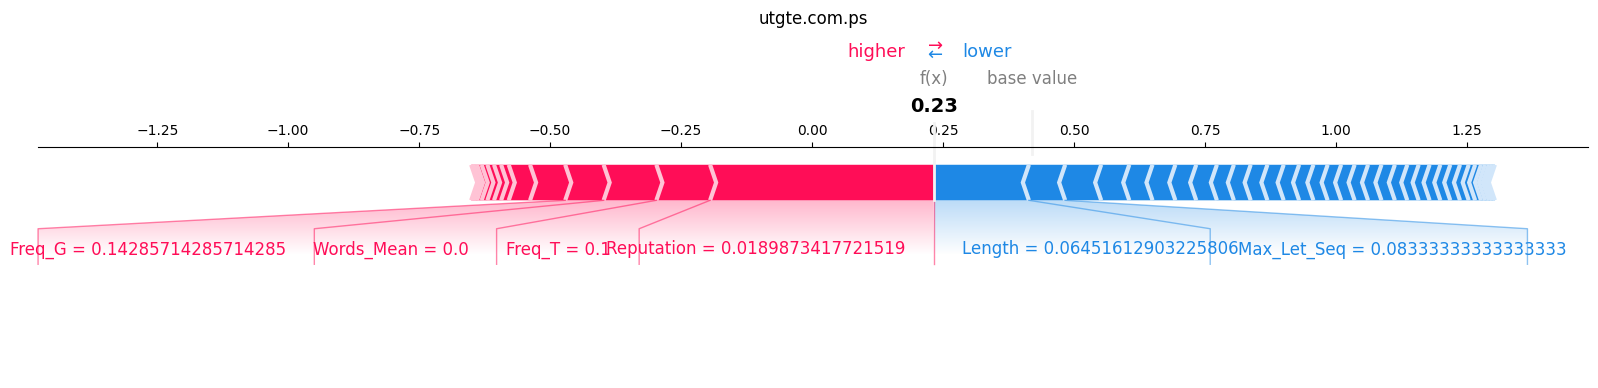 utgte.com.ps
higher ⇄ lower
f(x) base value
0.23
−1.25 −1.00 −0.75 −0.50 −0.25 0.00 0.25 0.50 0.75 1.00 1.25
Freq_G = 0.14285714285714285 Words_Mean = 0.0 Freq_T = 0.1 Reputation = 0.0189873417721519 Length = 0.06451612903225806 Max_Let_Seq = 0.08333333333333333